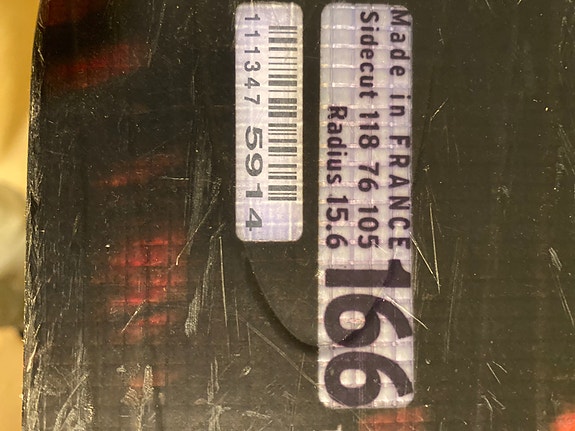 Made in FRANCE
Sidecut 118 76 105
Radius 15.6
166
111347 5914